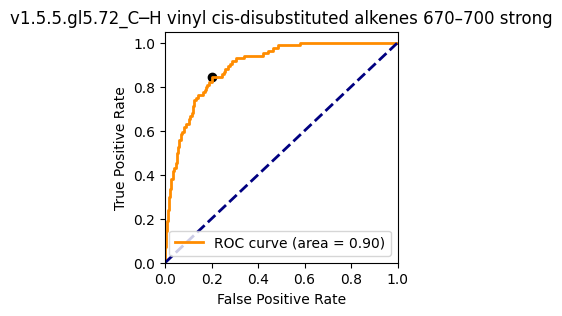 v1.5.5.gl5.72_C─H vinyl cis-disubstituted alkenes 670–700 strong
1.0
0.8
0.6
0.4
0.2
0.0
True Positive Rate
ROC curve (area = 0.90)
0.0 0.2 0.4 0.6 0.8 1.0
False Positive Rate